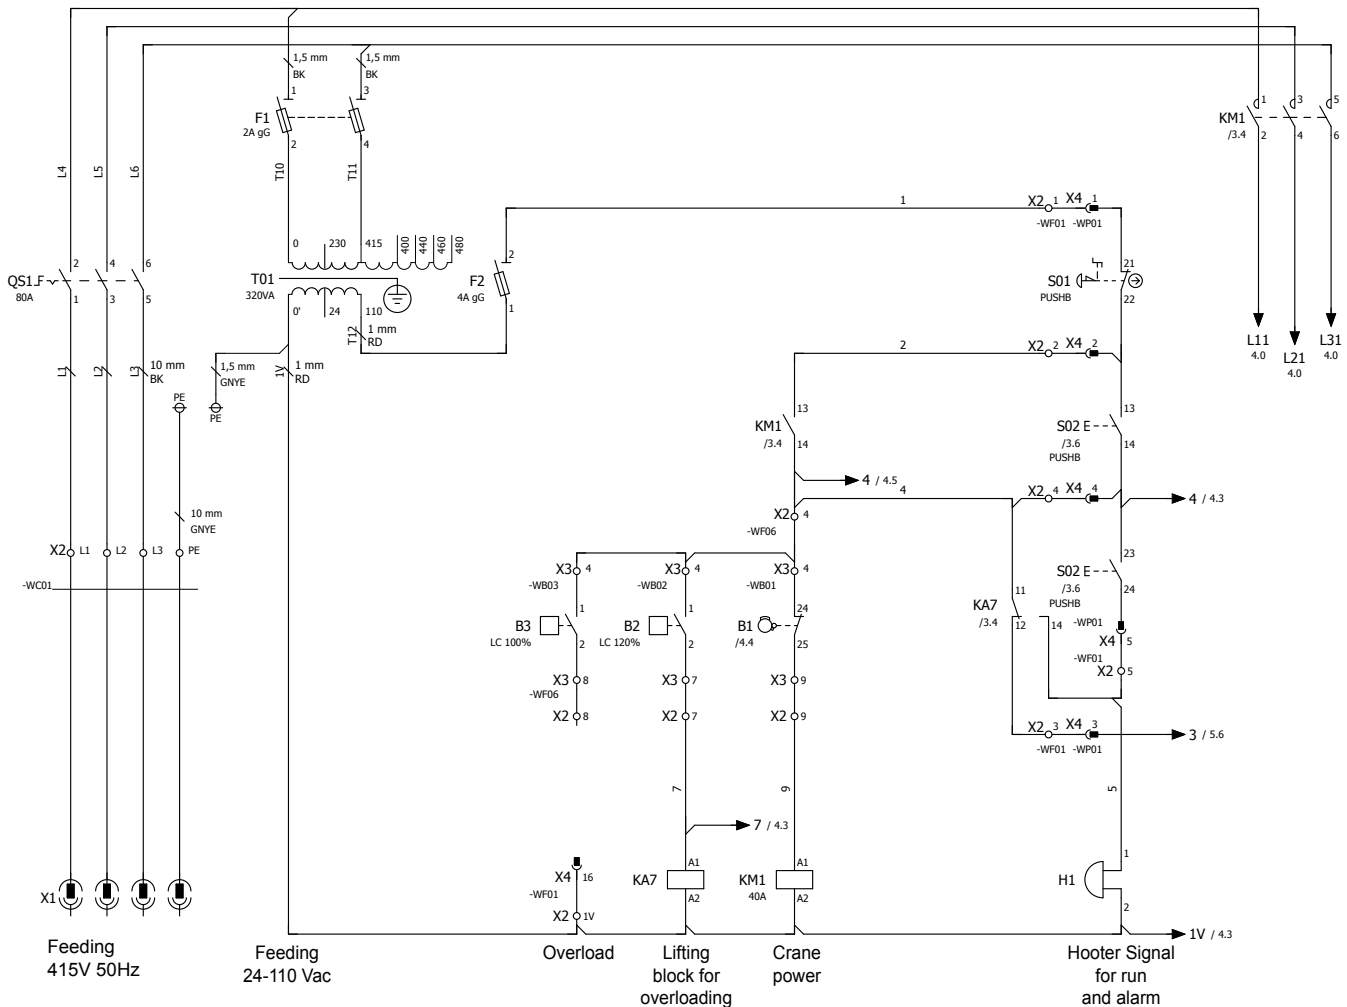 1,5 mm
BK
1,5 mm
BK
1
3
F1
2A gG
2
4
T10
T11
L4
L5
L6
1
3
5
KM1
/3.4
2
4
6
1
X2
1
X4
1
-WF01
-WP01
0
230
415
400
440
460
480
2
4
6
QS1
80A
1
3
5
T01
320VA
2
F2
4A gG
1
21
S01
PUSHB
22
0'
24
110
T12
1 mm
RD
L11
4.0
L21
4.0
L31
4.0
L1
L2
L3
10 mm
BK
1,5 mm
GNYE
1V
1 mm
RD
2
X2
2
X4
2
PE
PE
13
KM1
/3.4
14
13
S02
/3.6
PUSHB
14
4 / 4.5
4
X2
4
X4
4
4 / 4.3
10 mm
GNYE
X2
4
-WF06
X2
L1
L2
L3
PE
-WC01
X3
4
-WB03
X3
4
-WB02
X3
4
-WB01
23
S02
/3.6
PUSHB
24
1
B3
LC 100%
2
1
B2
LC 120%
2
24
B1
/4.4
25
11
KA7
/3.4
12
14
-WP01
X4
5
-WF01
X2
5
X3
8
-WF06
X2
8
X3
7
X2
7
X3
9
X2
9
X2
3
X4
3
-WF01
-WP01
3 / 5.6
7
9
5
7 / 4.3
X4
16
-WF01
X2
1V
A1
KA7
A2
A1
KM1
40A
A2
1
H1
2
1V / 4.3
X1
Feeding
415V 50Hz
Feeding
24-110 Vac
Overload
Lifting
block for
overloading
Crane
power
Hooter Signal
for run
and alarm